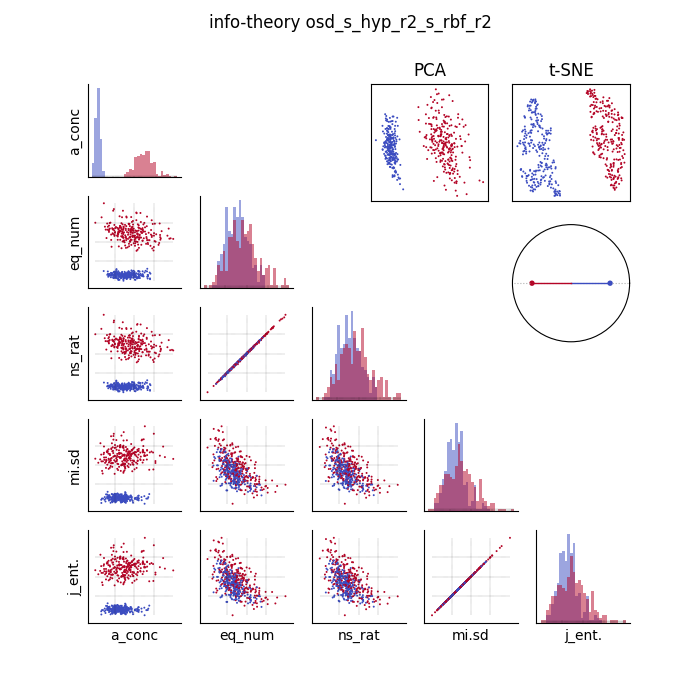 info-theory osd_s_hyp_r2_s_rbf_r2
PCA
t-SNE
a_conc
eq_num
ns_rat
mi.sd
j_ent.
a_conc
eq_num
ns_rat
mi.sd
j_ent.